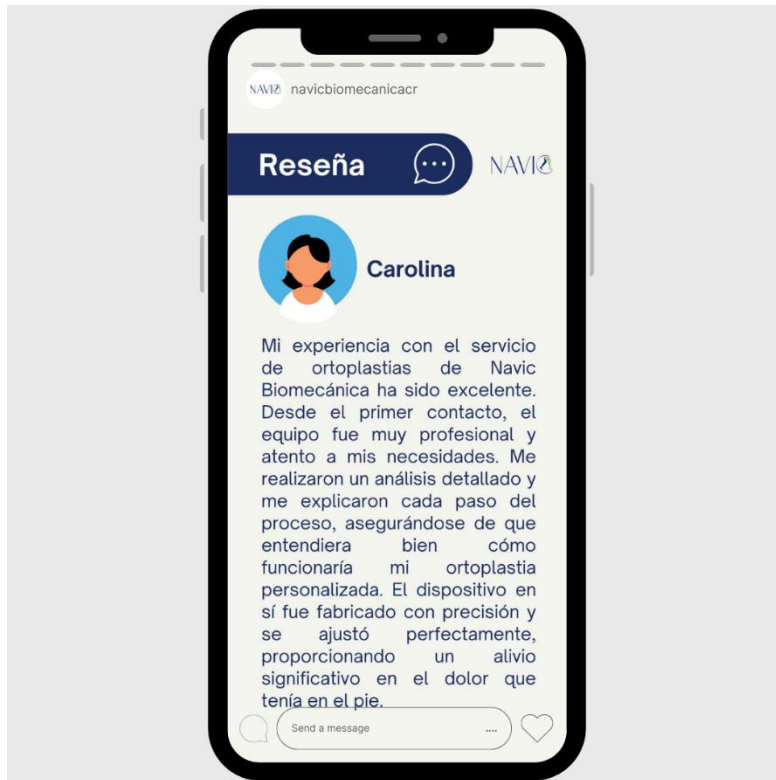 NAVIC navicbiomecanicacr
Reseña
NAVIC
Carolina
Mi experiencia con el servicio
de ortoplastias de Navic
Biomecánica ha sido excelente.
Desde el primer contacto, el
equipo fue muy profesional y
atento a mis necesidades. Me
realizaron un análisis detallado y
me explicaron cada paso del
proceso, asegurándose de que
entendiera bien cómo
funcionaría mi ortoplastia
personalizada. El dispositivo en
sí fue fabricado con precisión y
se ajustó perfectamente,
proporcionando un alivio
significativo en el dolor que
tenía en el pie.
Send a message ....